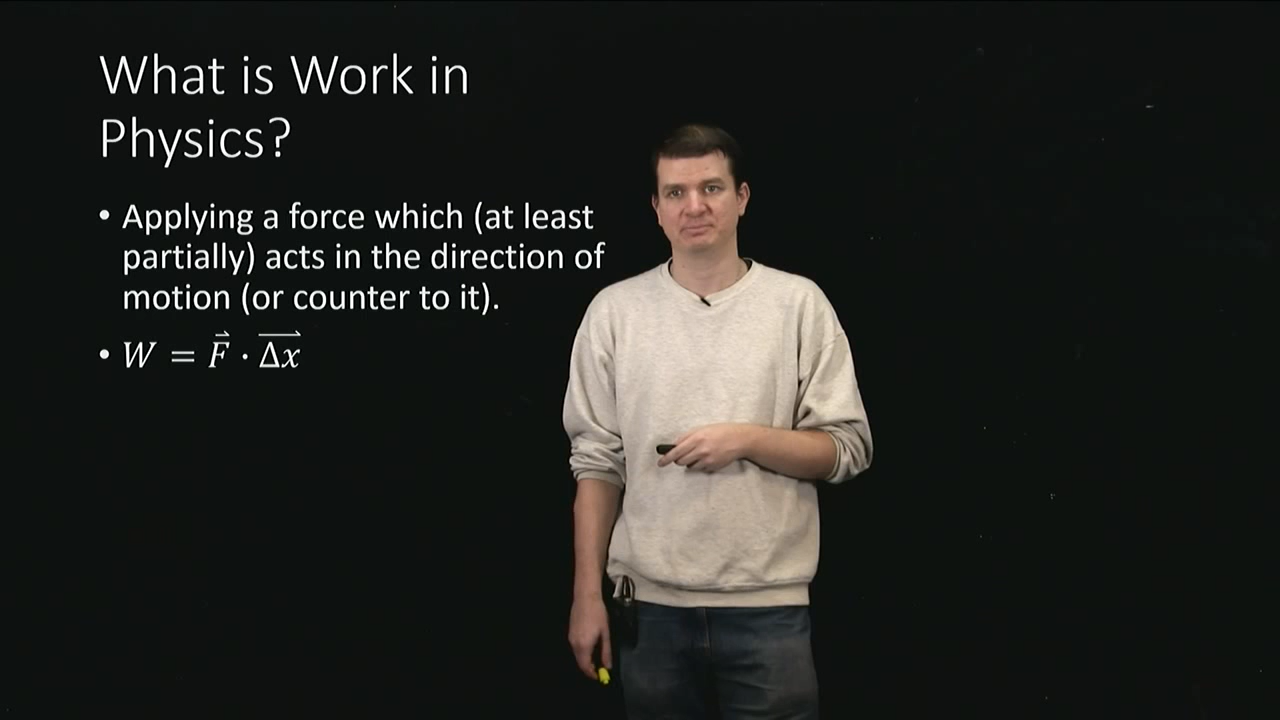 What is Work in
Physics?
• Applying a force which (at least
partially) acts in the direction of
motion (or counter to it).
• W = F⃗ · Δx⃗